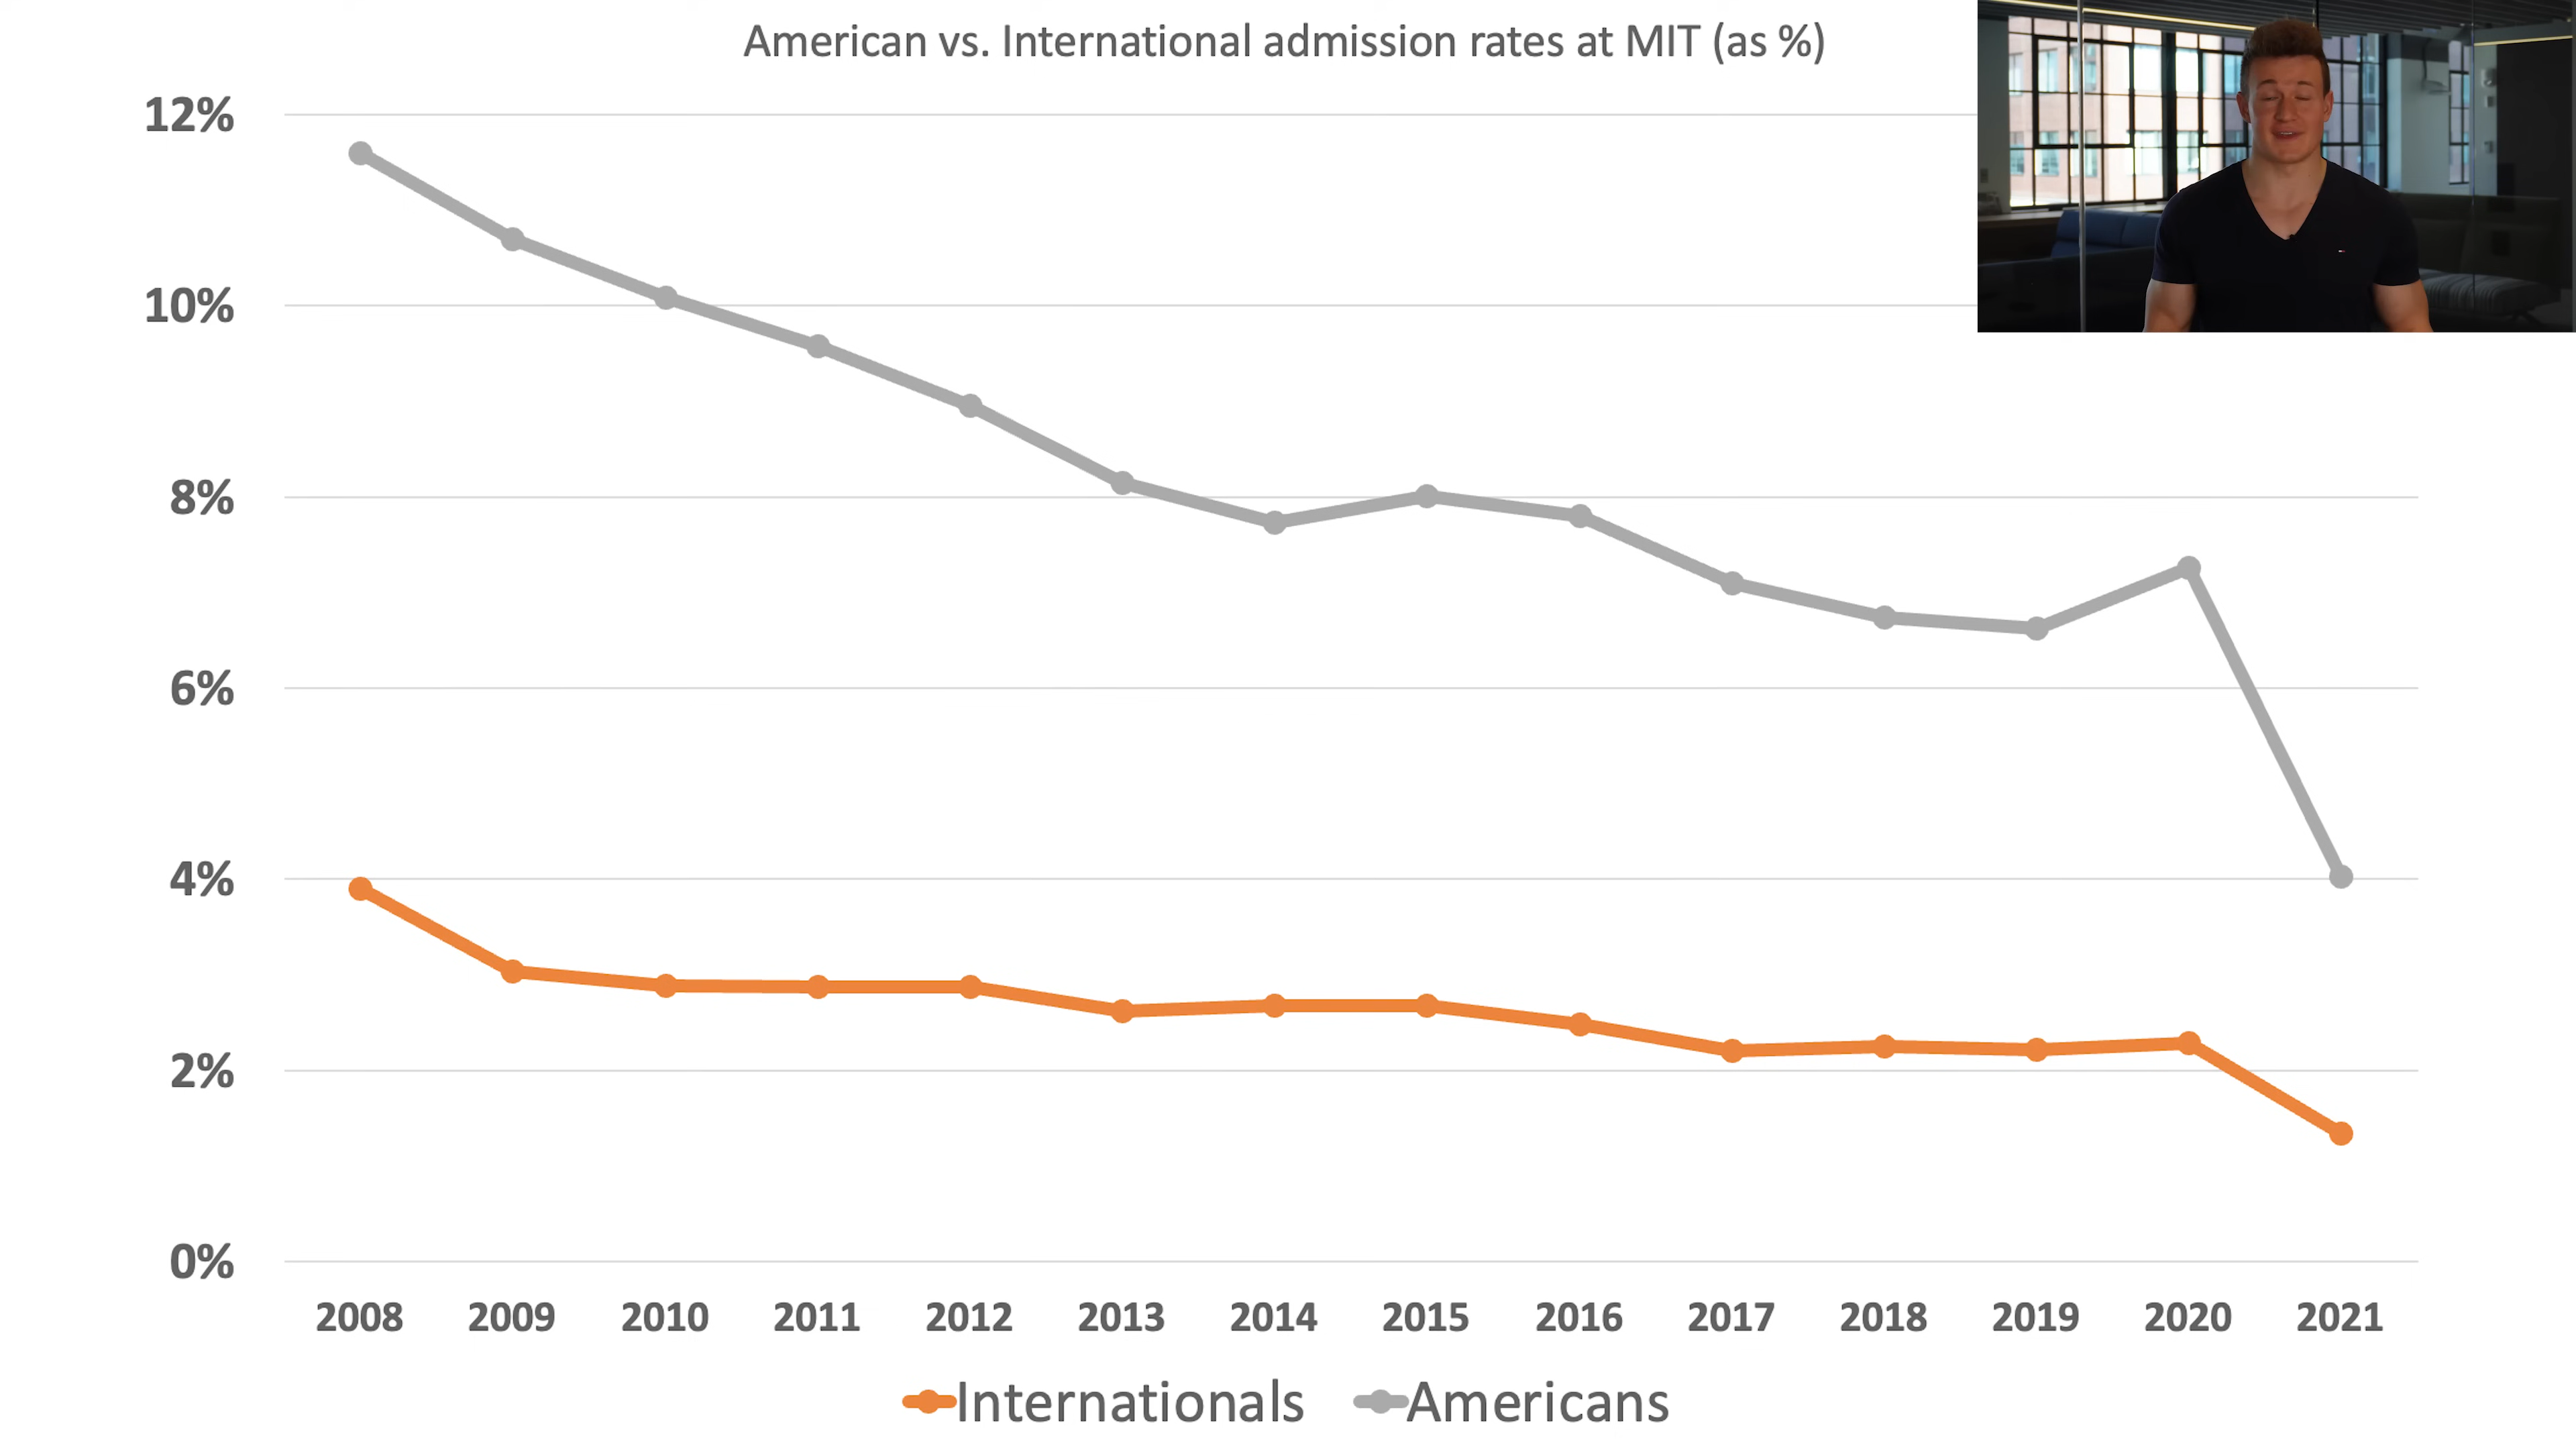 American vs. International admission rates at MIT (as %)
12%
10%
8%
6%
4%
2%
0%
2008 2009 2010 2011 2012 2013 2014 2015 2016 2017 2018 2019 2020 2021
Internationals Americans